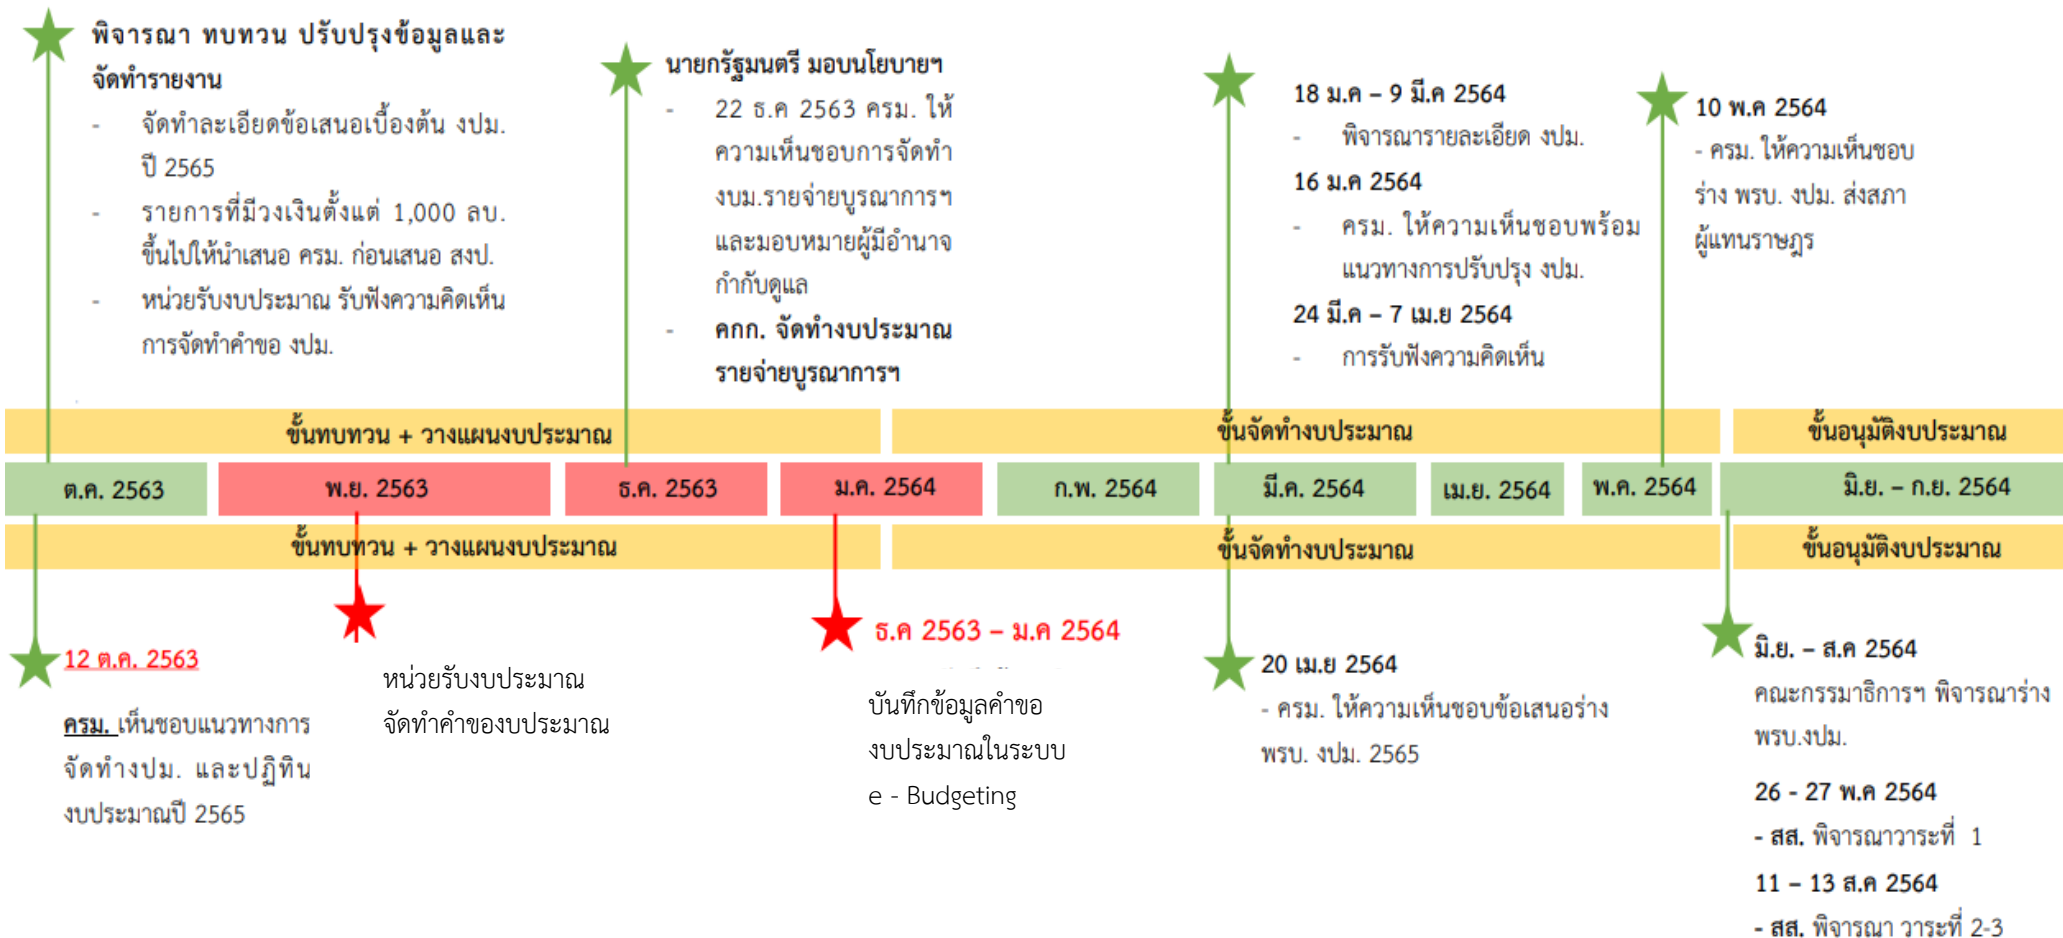 พิจารณา ทบทวน ปรับปรุงข้อมูลและ
จัดทำรายงาน
- จัดทำละเอียดข้อเสนอเบื้องต้น งปม.
ปี 2565
- รายการที่มีวงเงินตั้งแต่ 1,000 ลบ.
ขึ้นไปให้นำเสนอ ครม. ก่อนเสนอ สงป.
- หน่วยรับงบประมาณ รับฟังความคิดเห็น
การจัดทำคำขอ งปม.
นายกรัฐมนตรี มอบนโยบายฯ
- 22 ธ.ค 2563 ครม. ให้
ความเห็นชอบการจัดทำ
งบม.รายจ่ายบูรณาการฯ
และมอบหมายผู้มีอำนาจ
กำกับดูแล
- คกก. จัดทำงบประมาณ
รายจ่ายบูรณาการฯ
18 ม.ค – 9 มี.ค 2564
- พิจารณารายละเอียด งปม.
16 ม.ค 2564
- ครม. ให้ความเห็นชอบพร้อม
แนวทางการปรับปรุง งปม.
24 มี.ค – 7 เม.ย 2564
- การรับฟังความคิดเห็น
10 พ.ค 2564
- ครม. ให้ความเห็นชอบ
ร่าง พรบ. งปม. ส่งสภา
ผู้แทนราษฎร
ขั้นทบทวน + วางแผนงบประมาณ
ขั้นจัดทำงบประมาณ
ขั้นอนุมัติงบประมาณ
ต.ค. 2563
พ.ย. 2563
ธ.ค. 2563
ม.ค. 2564
ก.พ. 2564
มี.ค. 2564
เม.ย. 2564
พ.ค. 2564
มิ.ย. – ก.ย. 2564
ขั้นทบทวน + วางแผนงบประมาณ
ขั้นจัดทำงบประมาณ
ขั้นอนุมัติงบประมาณ
12 ต.ค. 2563
ครม. เห็นชอบแนวทางการ
จัดทำงปม. และปฏิทิน
งบประมาณปี 2565
หน่วยรับงบประมาณ
จัดทำคำของบประมาณ
ธ.ค 2563 – ม.ค 2564
บันทึกข้อมูลคำขอ
งบประมาณในระบบ
e - Budgeting
20 เม.ย 2564
- ครม. ให้ความเห็นชอบข้อเสนอร่าง
พรบ. งปม. 2565
มิ.ย. – ส.ค 2564
คณะกรรมาธิการฯ พิจารณาร่าง
พรบ.งปม.
26 - 27 พ.ค 2564
- สส. พิจารณาวาระที่ 1
11 – 13 ส.ค 2564
- สส. พิจารณา วาระที่ 2-3